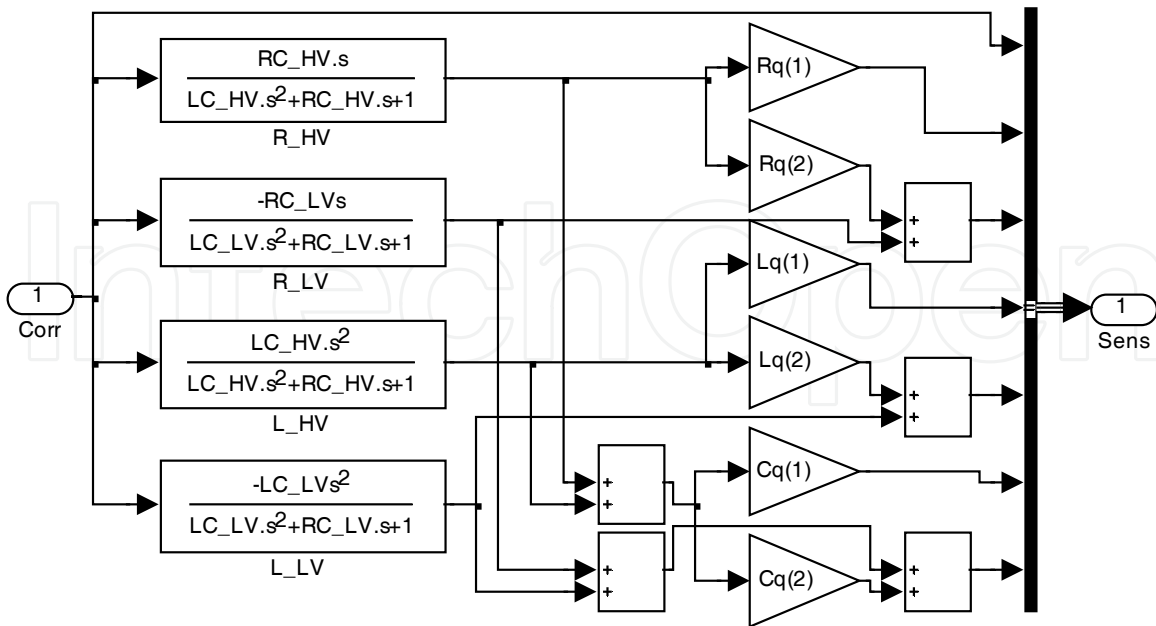 RC_HV.s
LC_HV.s²+RC_HV.s+1
R_HV
-RC_LVs
LC_LV.s²+RC_LV.s+1
R_LV
1
Corr
LC_HV.s²
LC_HV.s²+RC_HV.s+1
L_HV
-LC_LVs²
LC_LV.s²+RC_LV.s+1
L_LV
Rq(1)
Rq(2)
+
+
Lq(1)
Lq(2)
+
+
+
+
Cq(1)
+
+
Cq(2)
+
+
1
Sens
IntechOpen